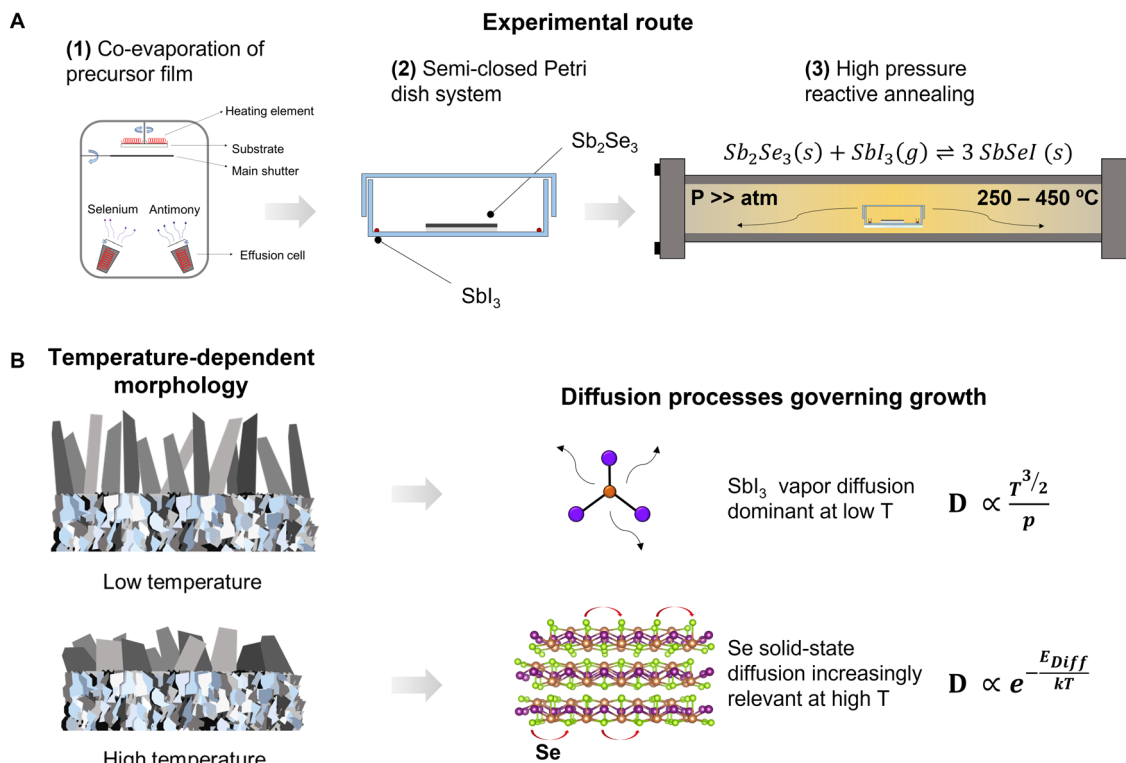 A
Experimental route
(1) Co-evaporation of
precursor film
Heating element
Substrate
Main shutter
Selenium
Antimony
Effusion cell
(2) Semi-closed Petri
dish system
Sb₂Se₃
SbI₃
(3) High pressure
reactive annealing
Sb₂Se₃(s) + SbI₃(g) ⇌ 3 SbSeI (s)
P >> atm
250 – 450 ºC
B
Temperature-dependent
morphology
Low temperature
High temperature
Diffusion processes governing growth
SbI₃ vapor diffusion
dominant at low T
D ∝ T^{3/2}/p
Se solid-state
diffusion increasingly
relevant at high T
D ∝ e^{-E_{Diff}/kT}
Se